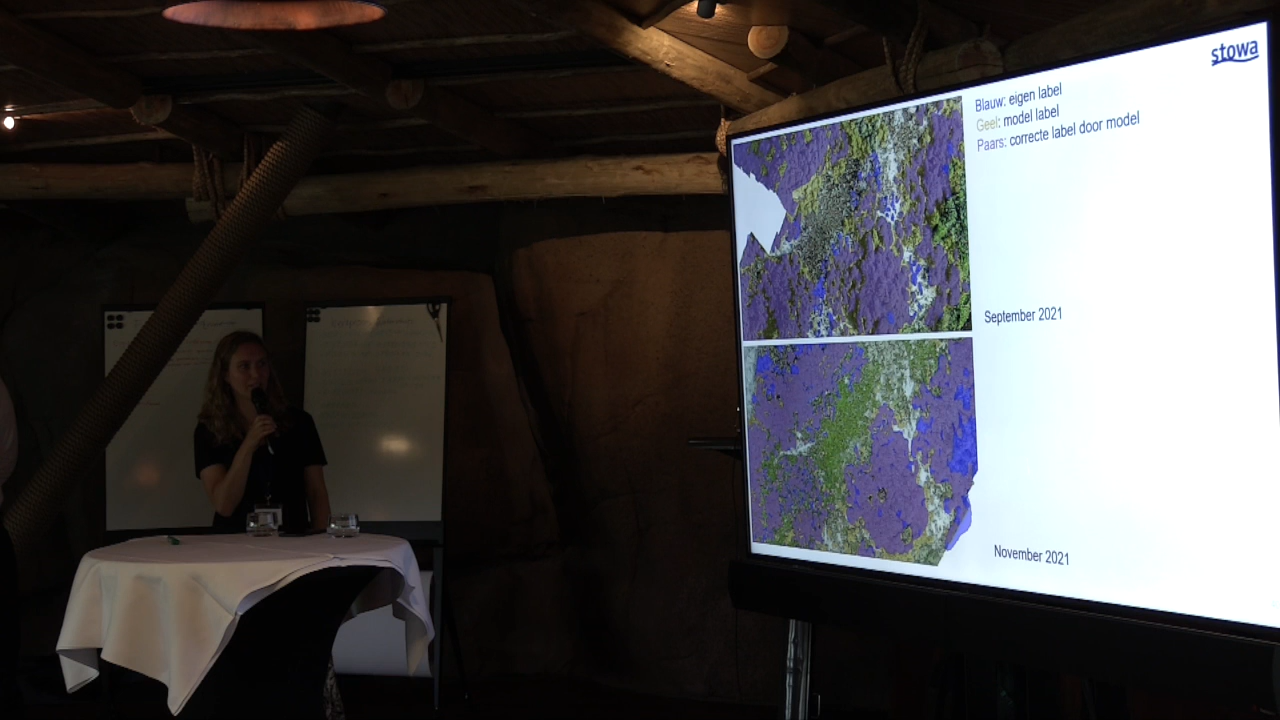 stowa
Blauw: eigen label
Geel: model label
Paars: correcte label door model
September 2021
November 2021